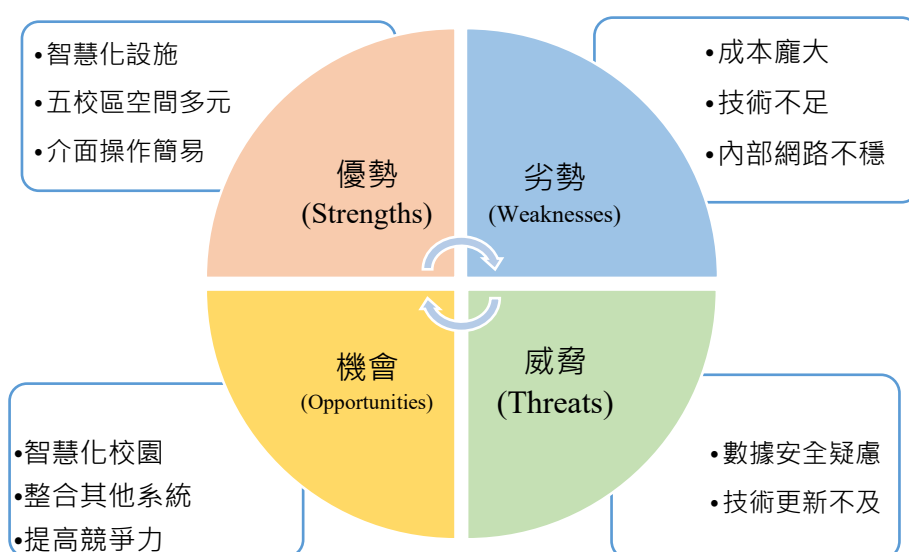 •智慧化設施
•五校區空間多元
•介面操作簡易
優勢
(Strengths)
劣勢
(Weaknesses)
•成本龐大
•技術不足
•內部網路不穩
•智慧化校園
•整合其他系統
•提高競爭力
機會
(Opportunities)
威脅
(Threats)
•數據安全疑慮
•技術更新不及